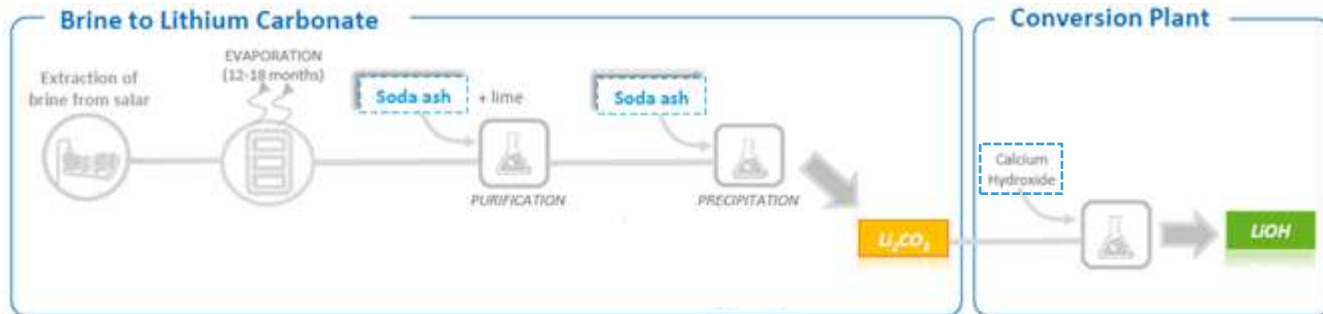 Brine to Lithium Carbonate
Conversion Plant
Extraction of
brine from salar
EVAPORATION
(12-18 months)
Soda ash + lime
Soda ash
PURIFICATION
PRECIPITATION
Li₂CO₃
Calcium
Hydroxide
LiOH